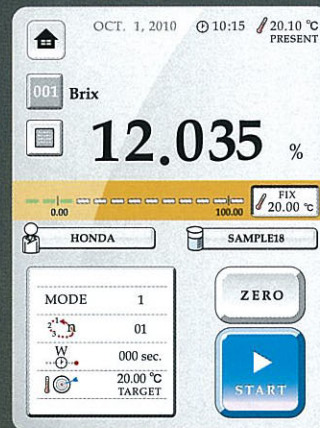 OCT. 1, 2010 10:15 20.10 °C
PRESENT
001 Brix
12.035 %
0.00 100.00
FIX
20.00 °C
HONDA SAMPLE18
MODE 1
01
W 000 sec.
20.00 °C
TARGET
ZERO
START